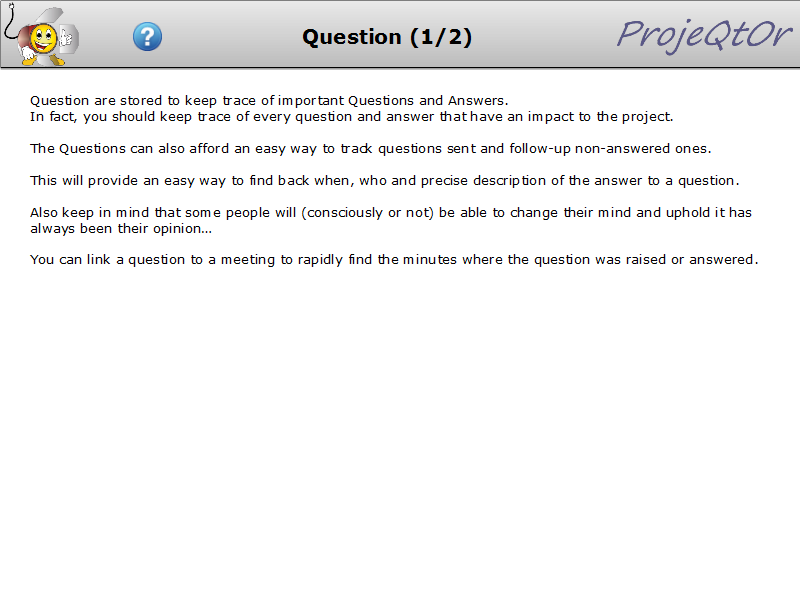 Question (1/2)
ProjeQtOr
Question are stored to keep trace of important Questions and Answers.
In fact, you should keep trace of every question and answer that have an impact to the project.
The Questions can also afford an easy way to track questions sent and follow-up non-answered ones.
This will provide an easy way to find back when, who and precise description of the answer to a question.
Also keep in mind that some people will (consciously or not) be able to change their mind and uphold it has
always been their opinion...
You can link a question to a meeting to rapidly find the minutes where the question was raised or answered.